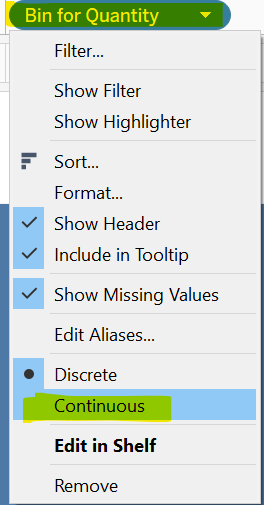 Bin for Quantity
Filter...
Show Filter
Show Highlighter
Sort...
Format...
Show Header
Include in Tooltip
Show Missing Values
Edit Aliases...
Discrete
Continuous
Edit in Shelf
Remove